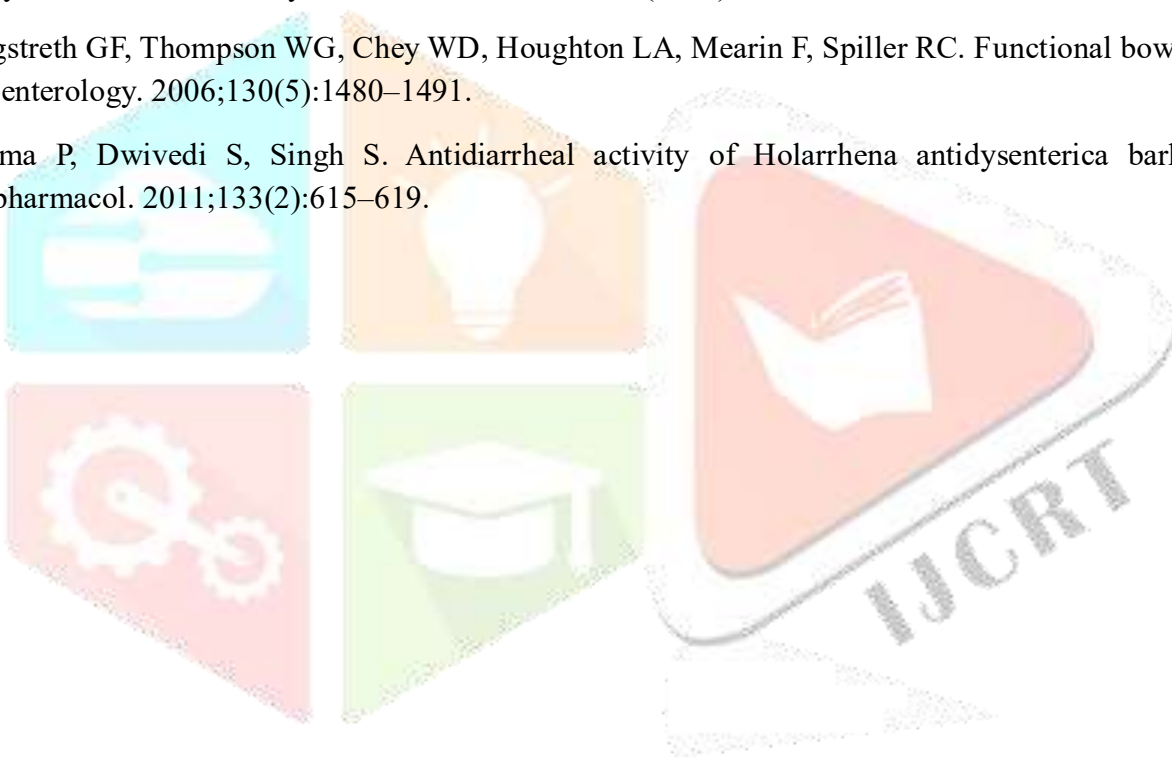 gstreth GF, Thompson WG, Chey WD, Houghton LA, Mearin F, Spiller RC. Functional bow
enterology. 2006;130(5):1480–1491.
ma P, Dwivedi S, Singh S. Antidiarrheal activity of Holarrhena antidysenterica bar
pharmacol. 2011;133(2):615–619.
IJCRT